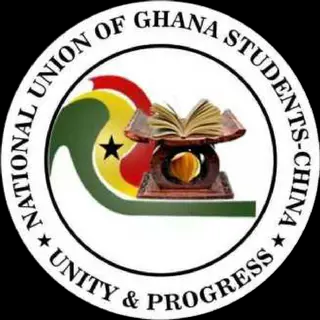 NATIONAL UNION OF GHANA STUDENTS-CHINA
UNITY & PROGRESS